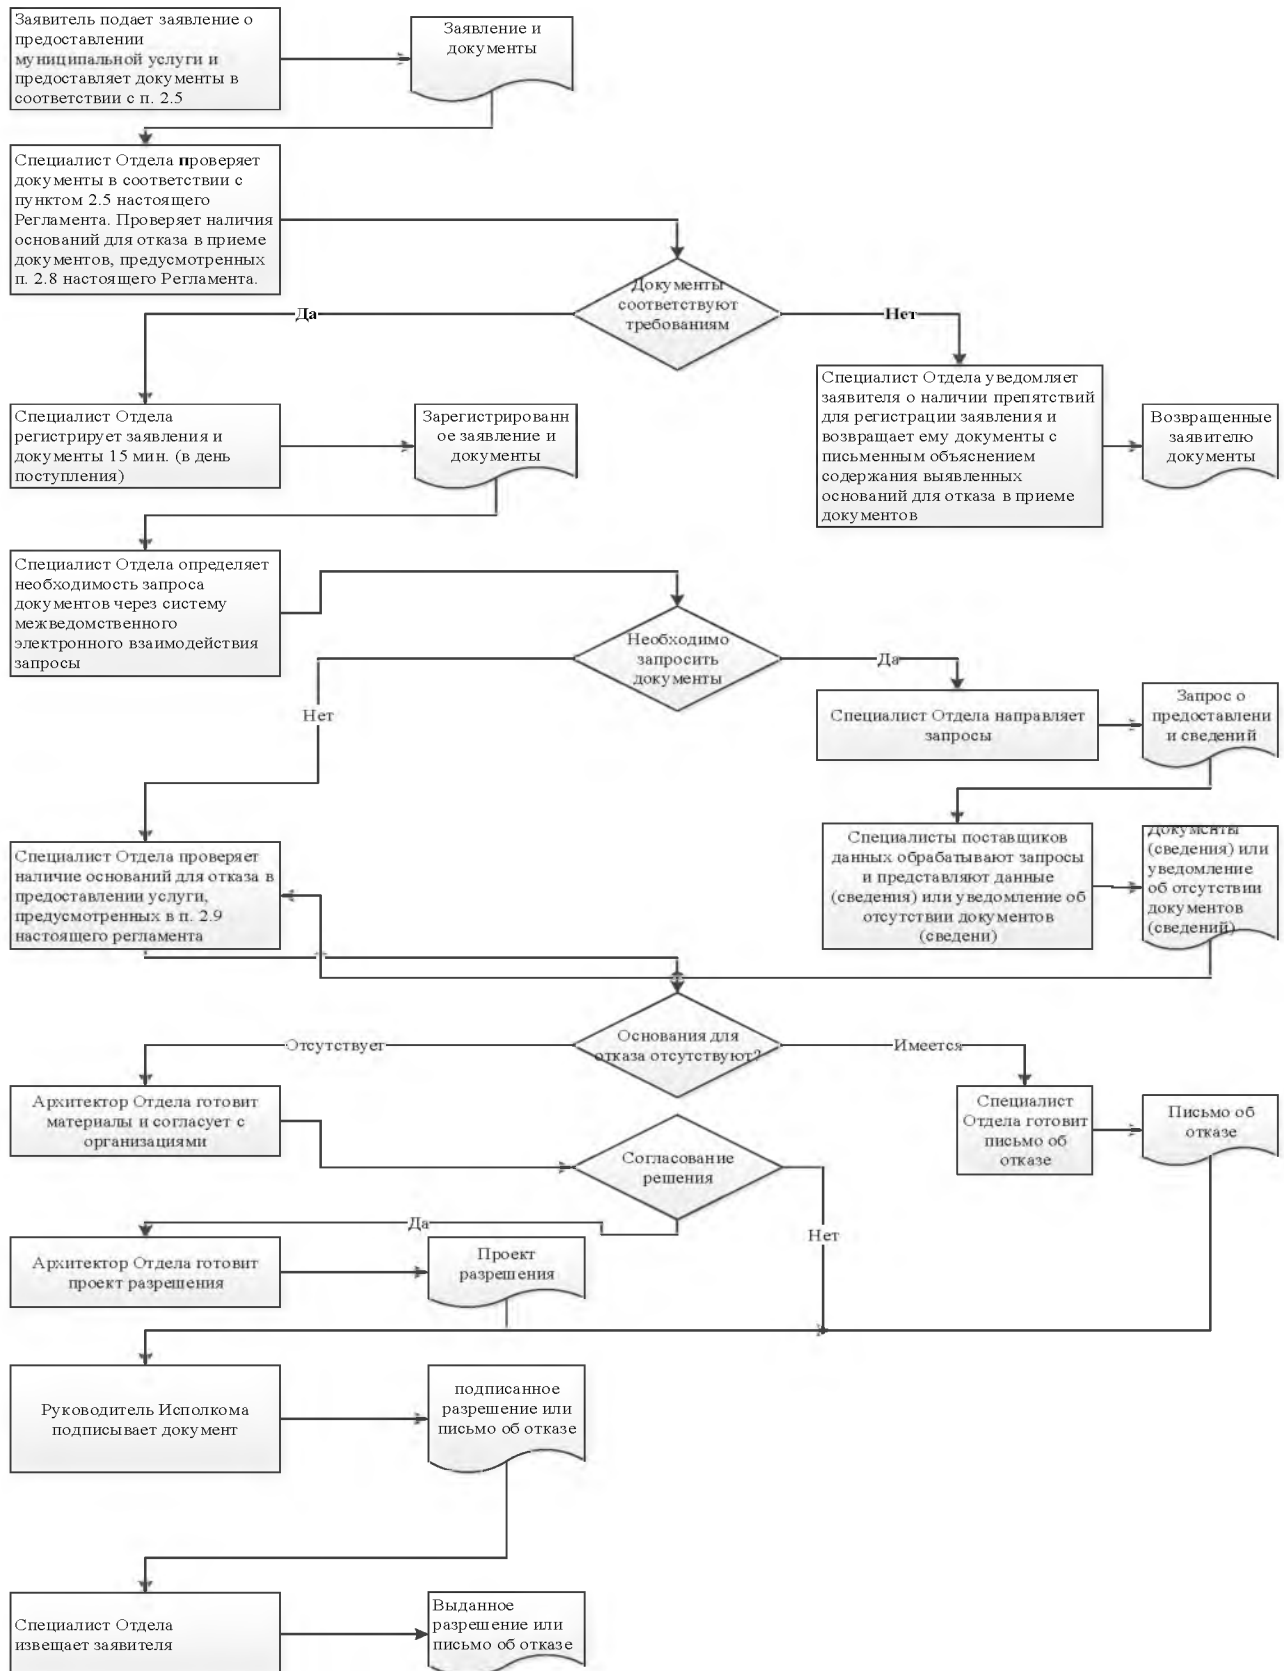 Заявитель подает заявление о
предоставлении
муниципальной услуги и
предоставляет документы в
соответствии с п. 2.5
Заявление и
документы
Специалист Отдела проверяет
документы в соответствии с
пунктом 2.5 настоящего
Регламента. Проверяет наличия
оснований для отказа в приеме
документов, предусмотренных
п. 2.8 настоящего Регламента.
Документы
соответствуют
требованиям
Да
Нет
Специалист Отдела
регистрирует заявления и
документы 15 мин. (в день
поступления)
Зарегистрированн
ое заявление и
документы
Специалист Отдела уведомляет
заявителя о наличии препятствий
для регистрации заявления и
возвращает ему документы с
письменным объяснением
содержания выявленных
оснований для отказа в приеме
документов
Возвращенные
заявителю
документы
Специалист Отдела определяет
необходимость запроса
документов через систему
межведомственного
электронного взаимодействия
запросы
Необходимо
запросить
документы
Да
Нет
Специалист Отдела направляет
запросы
Запрос о
предоставлени
и сведений
Специалист Отдела проверяет
наличие оснований для отказа в
предоставлении услуги,
предусмотренных в п. 2.9
настоящего регламента
Специалисты поставщиков
данных обрабатывают запросы
и представляют данные
(сведения) или уведомление об
отсутствии документов
(сведени)
Документы
(сведения) или
уведомление
об отсутствии
документов
(сведений)
Основания для
отказа отсутствуют?
Отсутствует
Имеется
Архитектор Отдела готовит
материалы и согласует с
организациями
Специалист
Отдела готовит
письмо об
отказе
Письмо об
отказе
Согласование
решения
Да
Нет
Архитектор Отдела готовит
проект разрешения
Проект
разрешения
Руководитель Исполкома
подписывает документ
подписанное
разрешение или
письмо об отказе
Специалист Отдела
извещает заявителя
Выданное
разрешение или
письмо об отказе